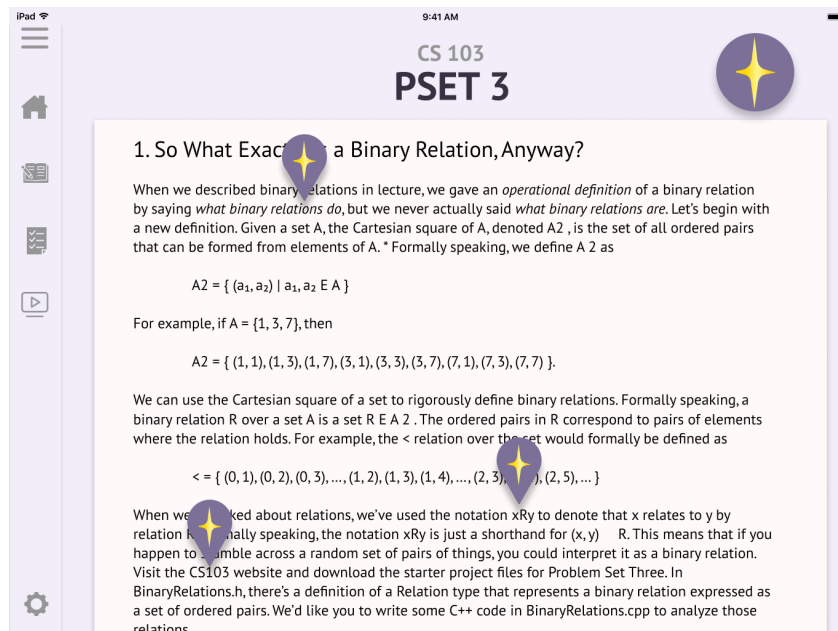 iPad
9:41 AM
CS 103
PSET 3
1. So What Exac a Binary Relation, Anyway?
When we described binary elations in lecture, we gave an operational definition of a binary relation
by saying what binary relations do, but we never actually said what binary relations are. Let's begin with
a new definition. Given a set A, the Cartesian square of A, denoted A2 , is the set of all ordered pairs
that can be formed from elements of A. * Formally speaking, we define A 2 as
A2 = { (a₁, a₂) | a₁, a₂ E A }
For example, if A = {1, 3, 7}, then
A2 = { (1, 1), (1, 3), (1, 7), (3, 1), (3, 3), (3, 7), (7, 1), (7, 3), (7, 7) }.
We can use the Cartesian square of a set to rigorously define binary relations. Formally speaking, a
binary relation R over a set A is a set R E A 2 . The ordered pairs in R correspond to pairs of elements
where the relation holds. For example, the < relation over the set would formally be defined as
< = { (0, 1), (0, 2), (0, 3), ..., (1, 2), (1, 3), (1, 4), ..., (2, 3), ), (2, 5), ... }
When we ked about relations, we've used the notation xRy to denote that x relates to y by
relation nally speaking, the notation xRy is just a shorthand for (x, y) R. This means that if you
happen to mble across a random set of pairs of things, you could interpret it as a binary relation.
Visit the CS103 website and download the starter project files for Problem Set Three. In
BinaryRelations.h, there's a definition of a Relation type that represents a binary relation expressed as
a set of ordered pairs. We'd like you to write some C++ code in BinaryRelations.cpp to analyze those
relations